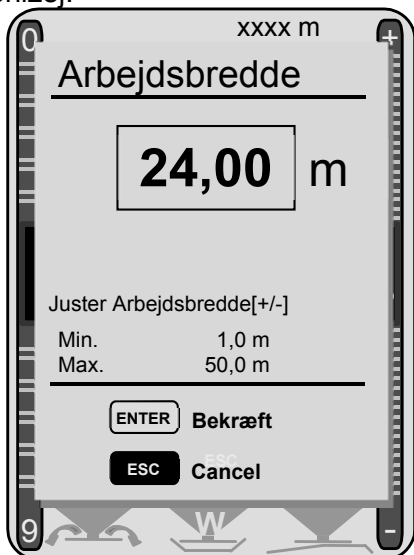 0 xxxx m +
Arbejdsbredde
24,00 m
Juster Arbejdsbredde[+/-]
Min. 1,0 m
Max. 50,0 m
ENTER Bekræft
ESC Cancel
W
9 -